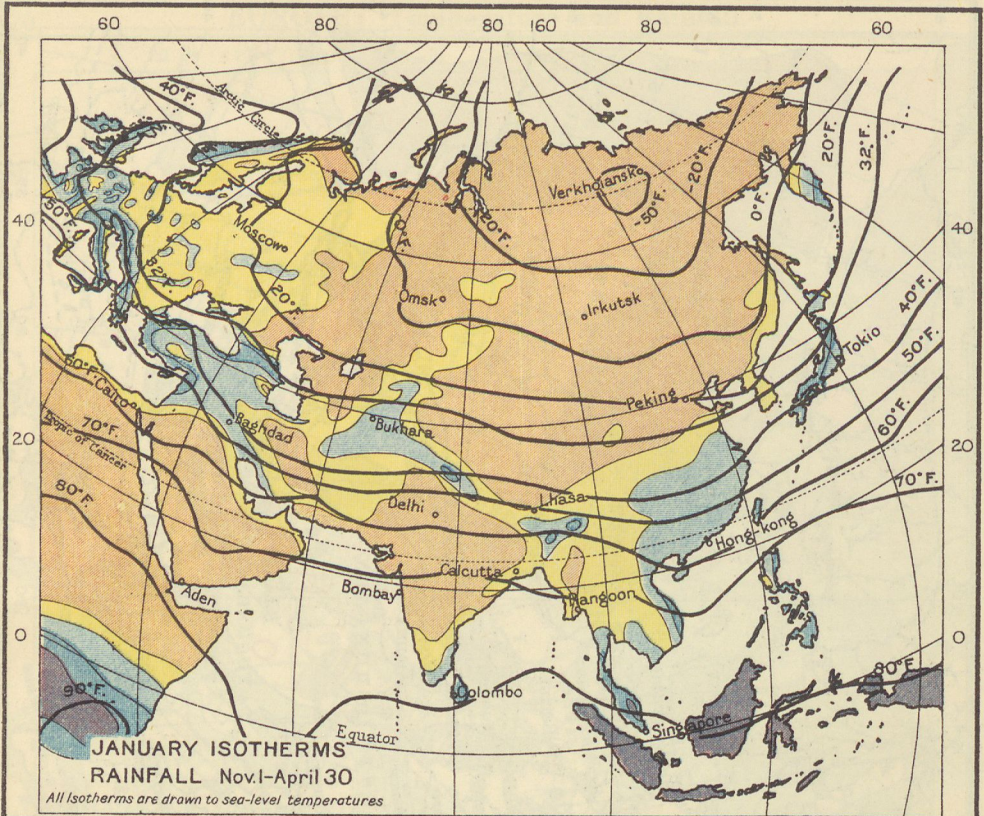 60
80
0
80
160
80
60
40°F.
Arctic Circle
20°F.
32°F.
Verkhoiansk
-20°F.
-50°F.
-20°F.
0°F.
50°F.
40
40
Moscow
0°F.
32°
20°F.
Omsk
Irkutsk
40°F.
Tokio
50°F.
60°F.
Cairo
Peking
60°F.
70°F.
Baghdad
Bukhara
20
20
Tropic of Cancer
80°F.
Delhi
Lhasa
70°F.
Hong-kong
Calcutta
Aden
Bombay
Rangoon
0
0
90°F.
Colombo
80°F.
Equator
Singapore
JANUARY ISOTHERMS
RAINFALL Nov.1-April 30
All Isotherms are drawn to sea-level temperatures